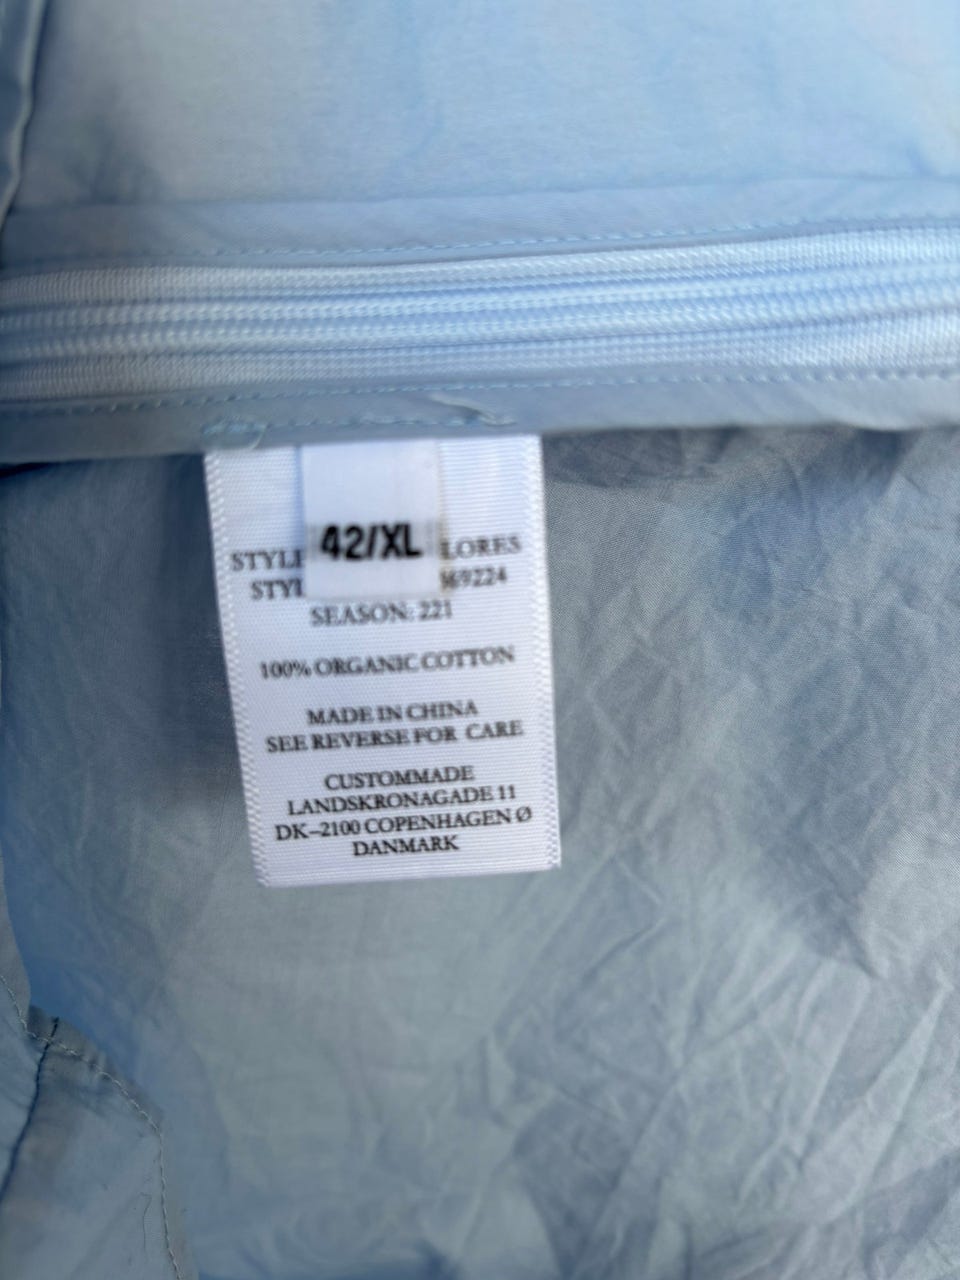 42/XL
SEASON: 221
100% ORGANIC COTTON
MADE IN CHINA
SEE REVERSE FOR CARE
CUSTOMMADE
LANDSKRONAGADE 11
DK-2100 COPENHAGEN Ø
DANMARK